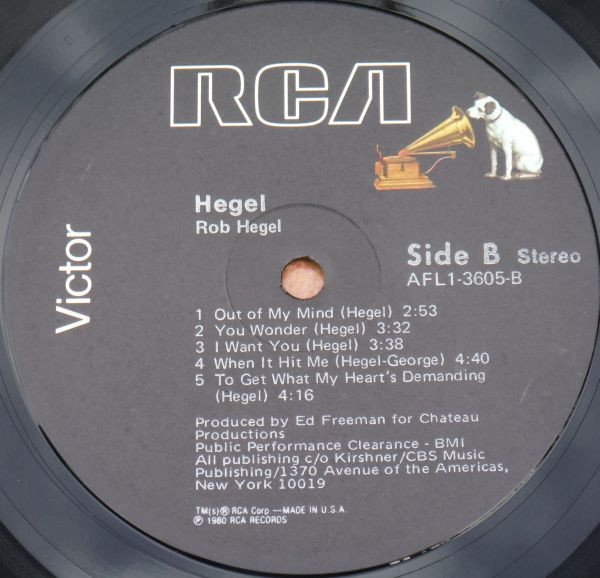 RCA
Victor
Hegel
Rob Hegel
Side B Stereo
AFL1-3605-B
1 Out of My Mind (Hegel) 2:53
2 You Wonder (Hegel) 3:32
3 I Want You (Hegel) 3:38
4 When It Hit Me (Hegel-George) 4:40
5 To Get What My Heart's Demanding
(Hegel) 4:16
Produced by Ed Freeman for Chateau
Productions
Public Performance Clearance - BMI
All publishing c/o Kirshner/CBS Music
Publishing/1370 Avenue of the Americas,
New York 10019
TM(s)® RCA Corp —MADE IN U.S.A.
℗ 1980 RCA RECORDS